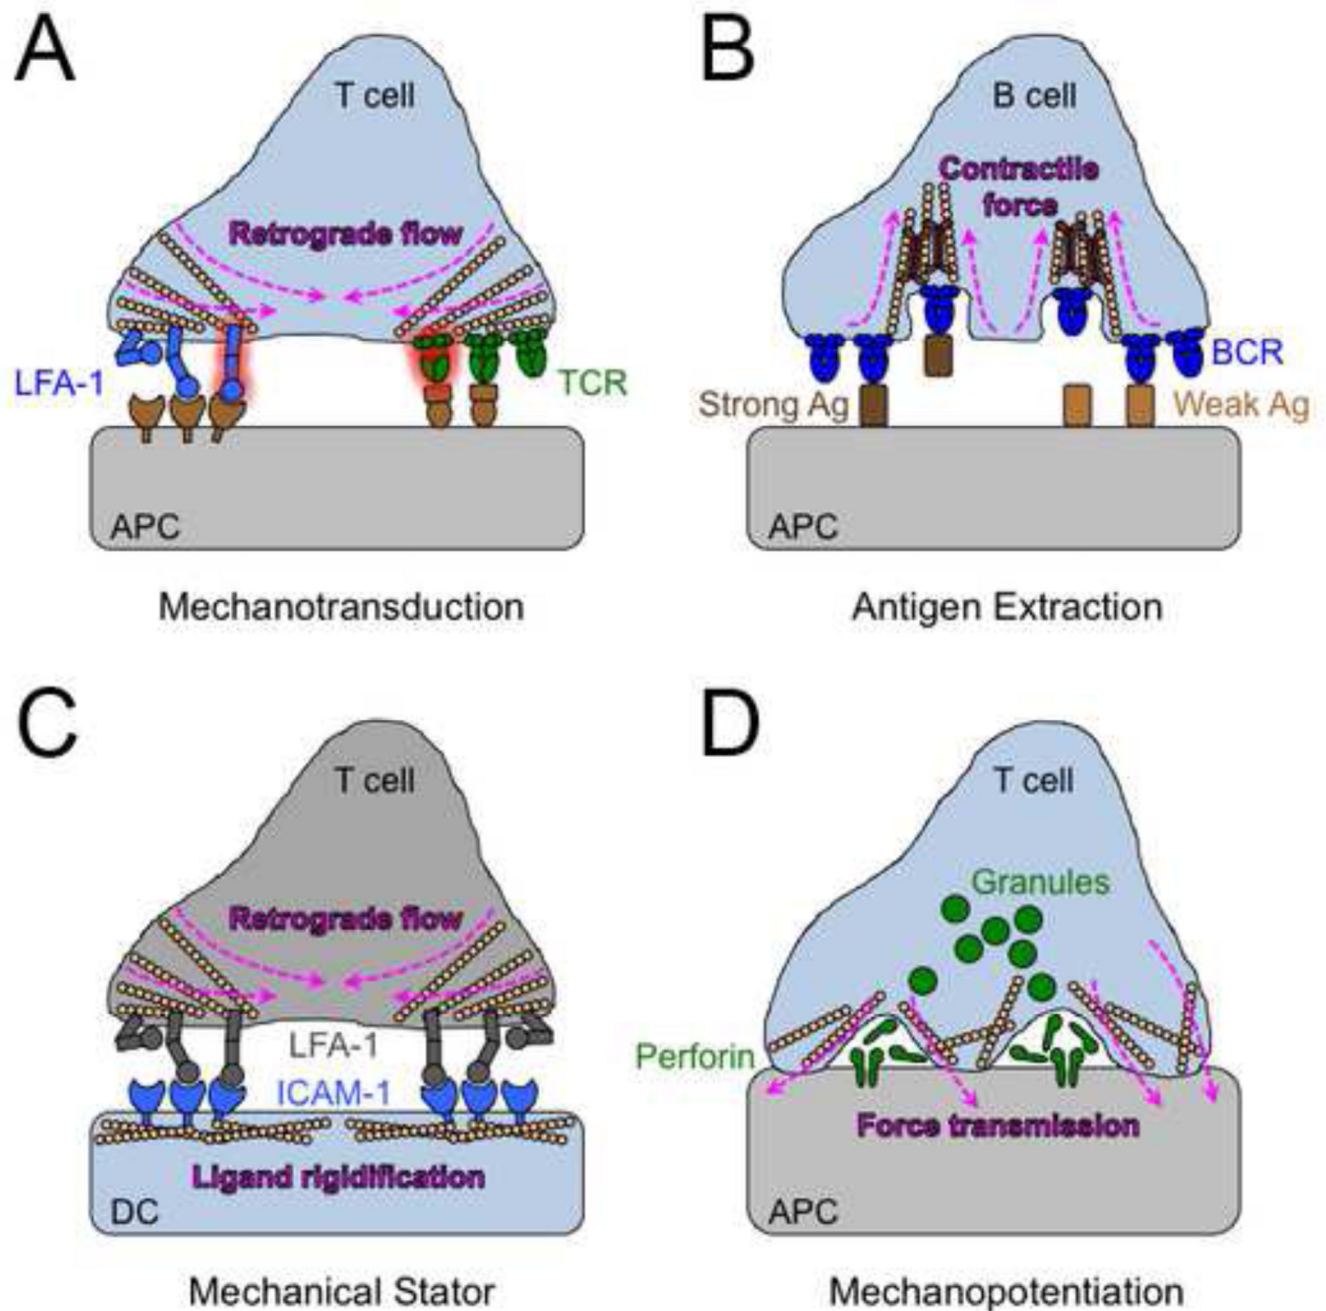 A
T cell
Retrograde flow
LFA-1
TCR
APC
Mechanotransduction
B
B cell
Contractile
force
BCR
Strong Ag
Weak Ag
APC
Antigen Extraction
C
T cell
Retrograde flow
LFA-1
ICAM-1
Ligand rigidification
DC
Mechanical Stator
D
T cell
Granules
Perforin
Force transmission
APC
Mechanopotentiation